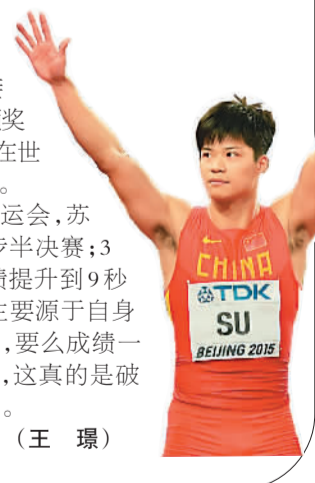 奖
在世
。
运会，苏
步半决赛；3
绩提升到9秒
主要源于自身
，要么成绩一
，这真的是破
。
（王 璟）
CHINA
TDK
SU
BEIJING 2015